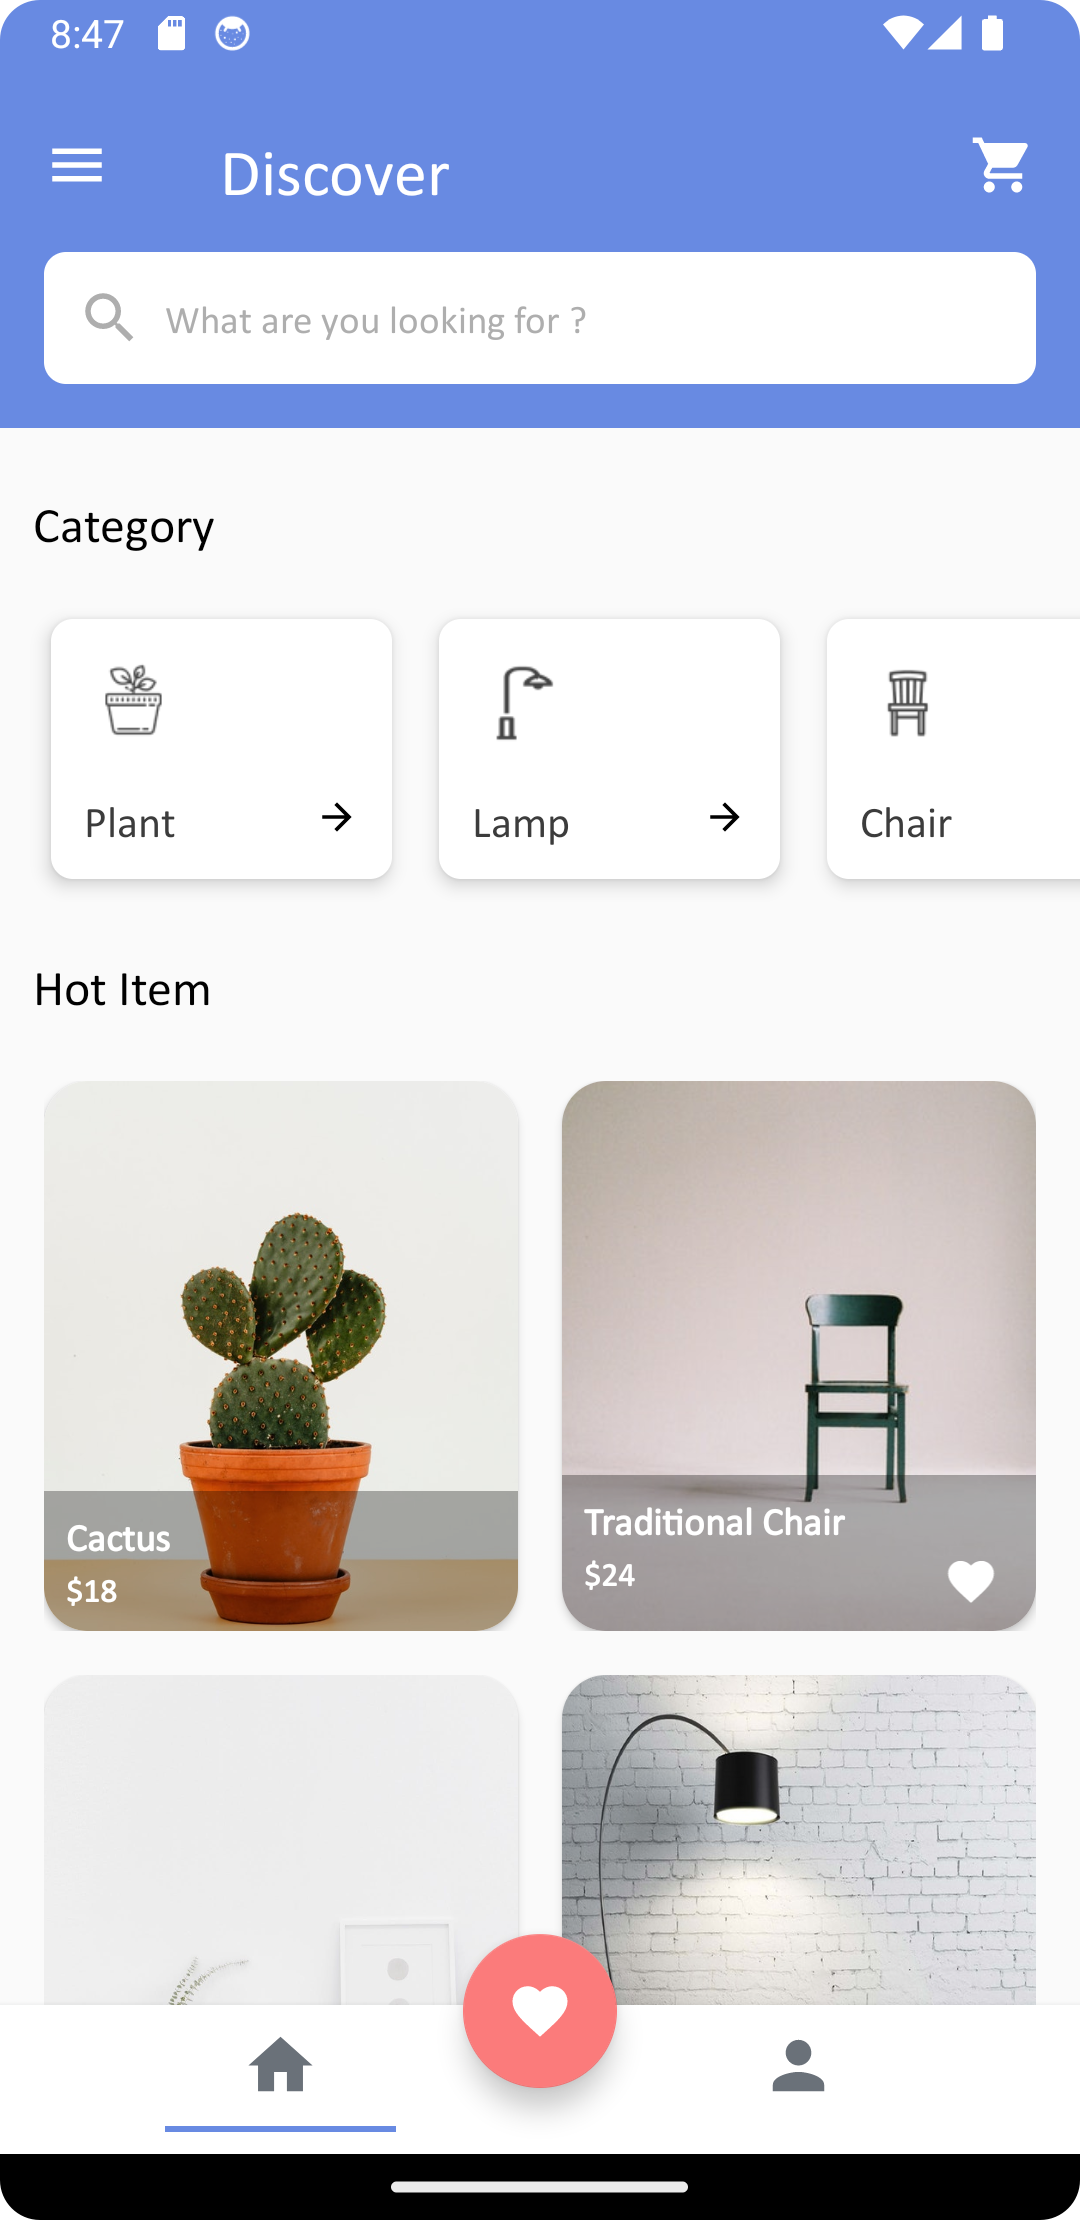 8:47
Discover
What are you looking for ?
Category
Plant
Lamp
Chair
Hot Item
Cactus
$18
Traditional Chair
$24